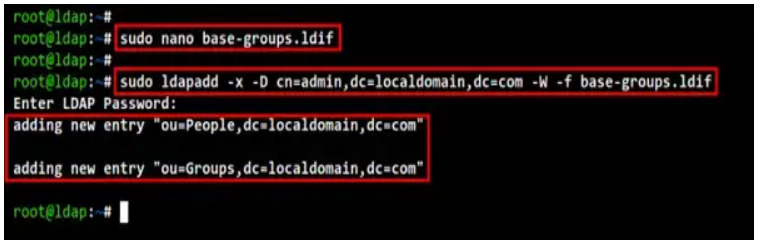 root@ldap:~#
root@ldap:~# sudo nano base-groups.ldif
root@ldap:~#
root@ldap:~# sudo ldapadd -x -D cn=admin,dc=localdomain,dc=com -W -f base-groups.ldif
Enter LDAP Password:
adding new entry "ou=People,dc=localdomain,dc=com"
adding new entry "ou=Groups,dc=localdomain,dc=com"
root@ldap:~#